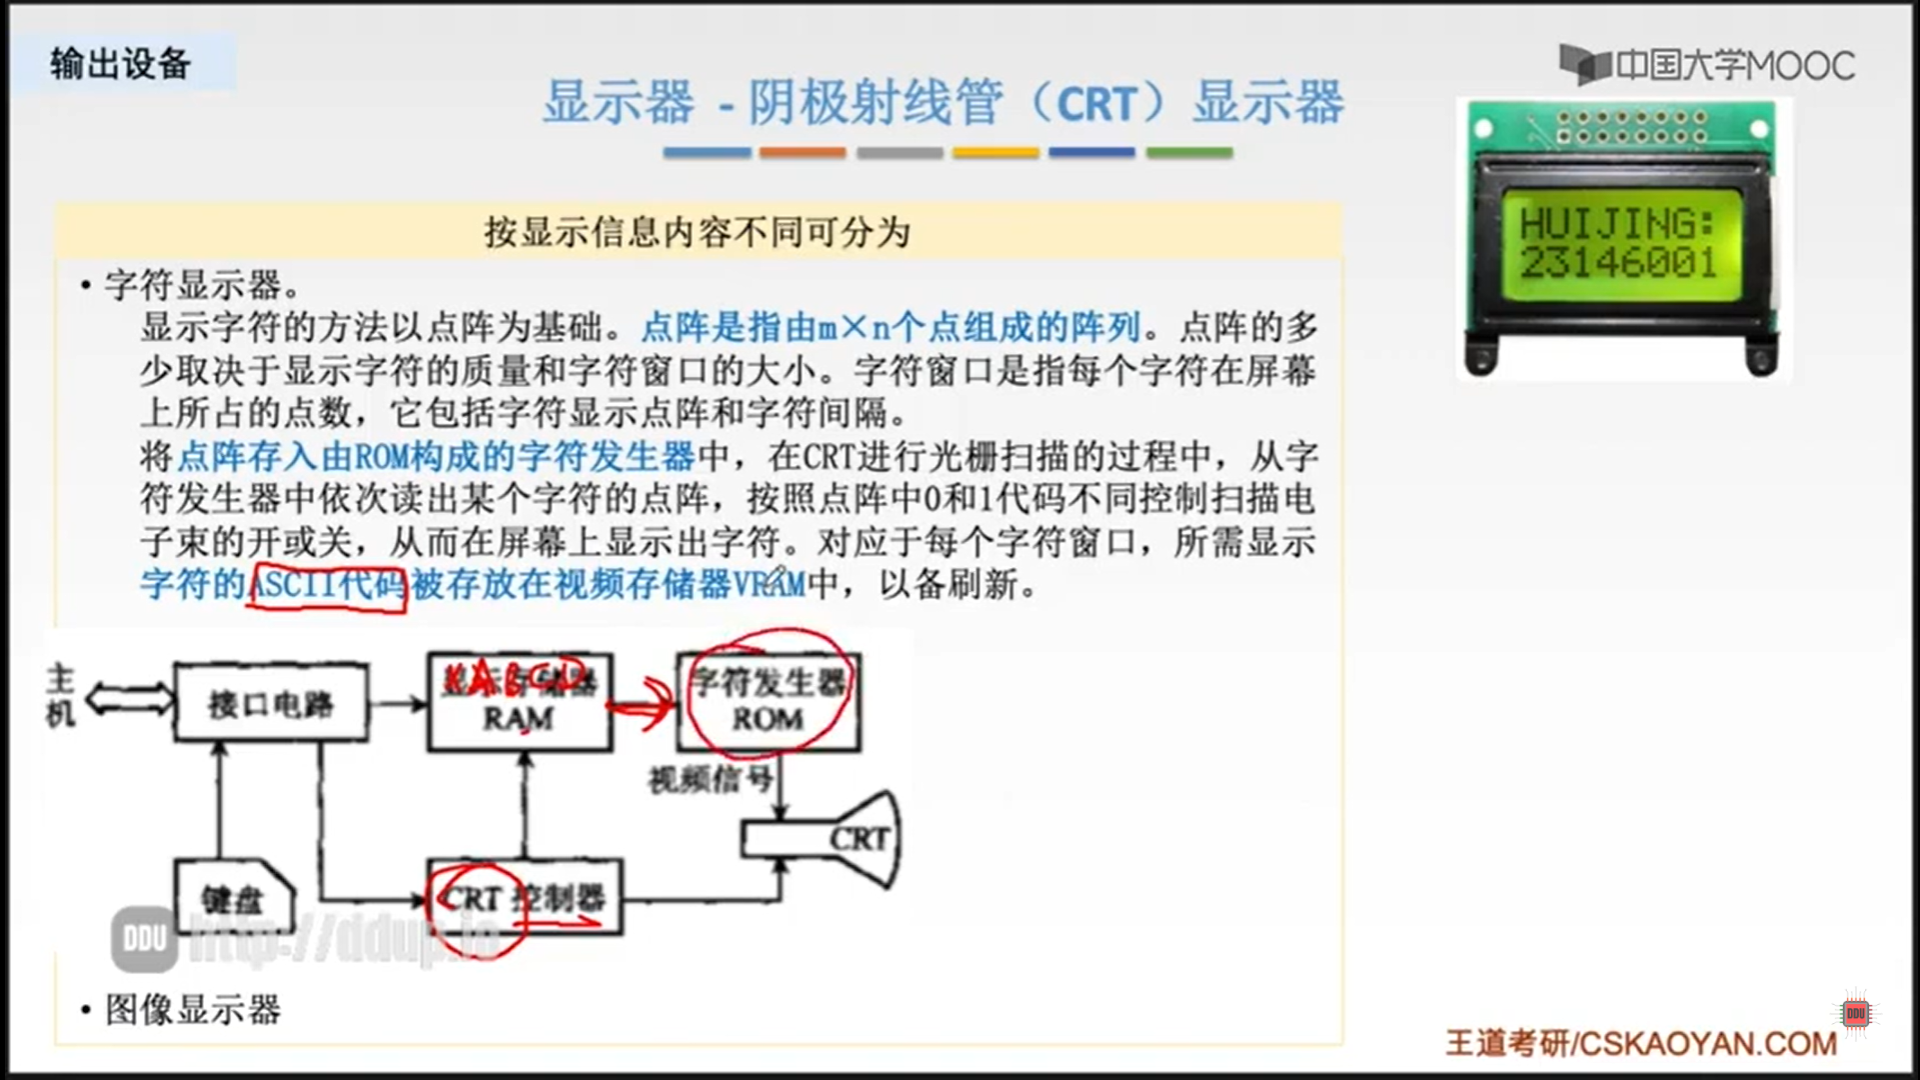 输出设备
中国大学MOOC
显示器 - 阴极射线管（CRT）显示器
HUIJING:
23146001
按显示信息内容不同可分为
• 字符显示器。
显示字符的方法以点阵为基础。点阵是指由m×n个点组成的阵列。点阵的多
少取决于显示字符的质量和字符窗口的大小。字符窗口是指每个字符在屏幕
上所占的点数，它包括字符显示点阵和字符间隔。
将点阵存入由ROM构成的字符发生器中，在CRT进行光栅扫描的过程中，从字
符发生器中依次读出某个字符的点阵，按照点阵中0和1代码不同控制扫描电
子束的开或关，从而在屏幕上显示出字符。对应于每个字符窗口，所需显示
字符的ASCII代码被存放在视频存储器VRAM中，以备刷新。
主机
接口电路
ABCD
显示存储器
RAM
字符发生器
ROM
视频信号
CRT
键盘
CRT 控制器
DDU http://ddup.io
• 图像显示器
DDU
王道考研/CSKAOYAN.COM